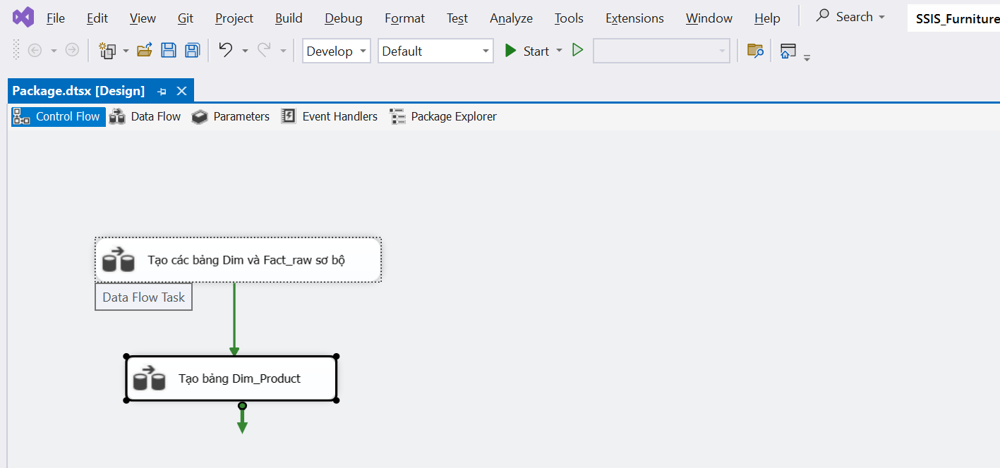 File Edit View Git Project Build Debug Format Test Analyze Tools Extensions Window Help Search SSIS_Furniture
Develop Default Start
Package.dtsx [Design]
Control Flow Data Flow Parameters Event Handlers Package Explorer
Tạo các bảng Dim và Fact_raw sơ bộ
Data Flow Task
Tạo bảng Dim_Product